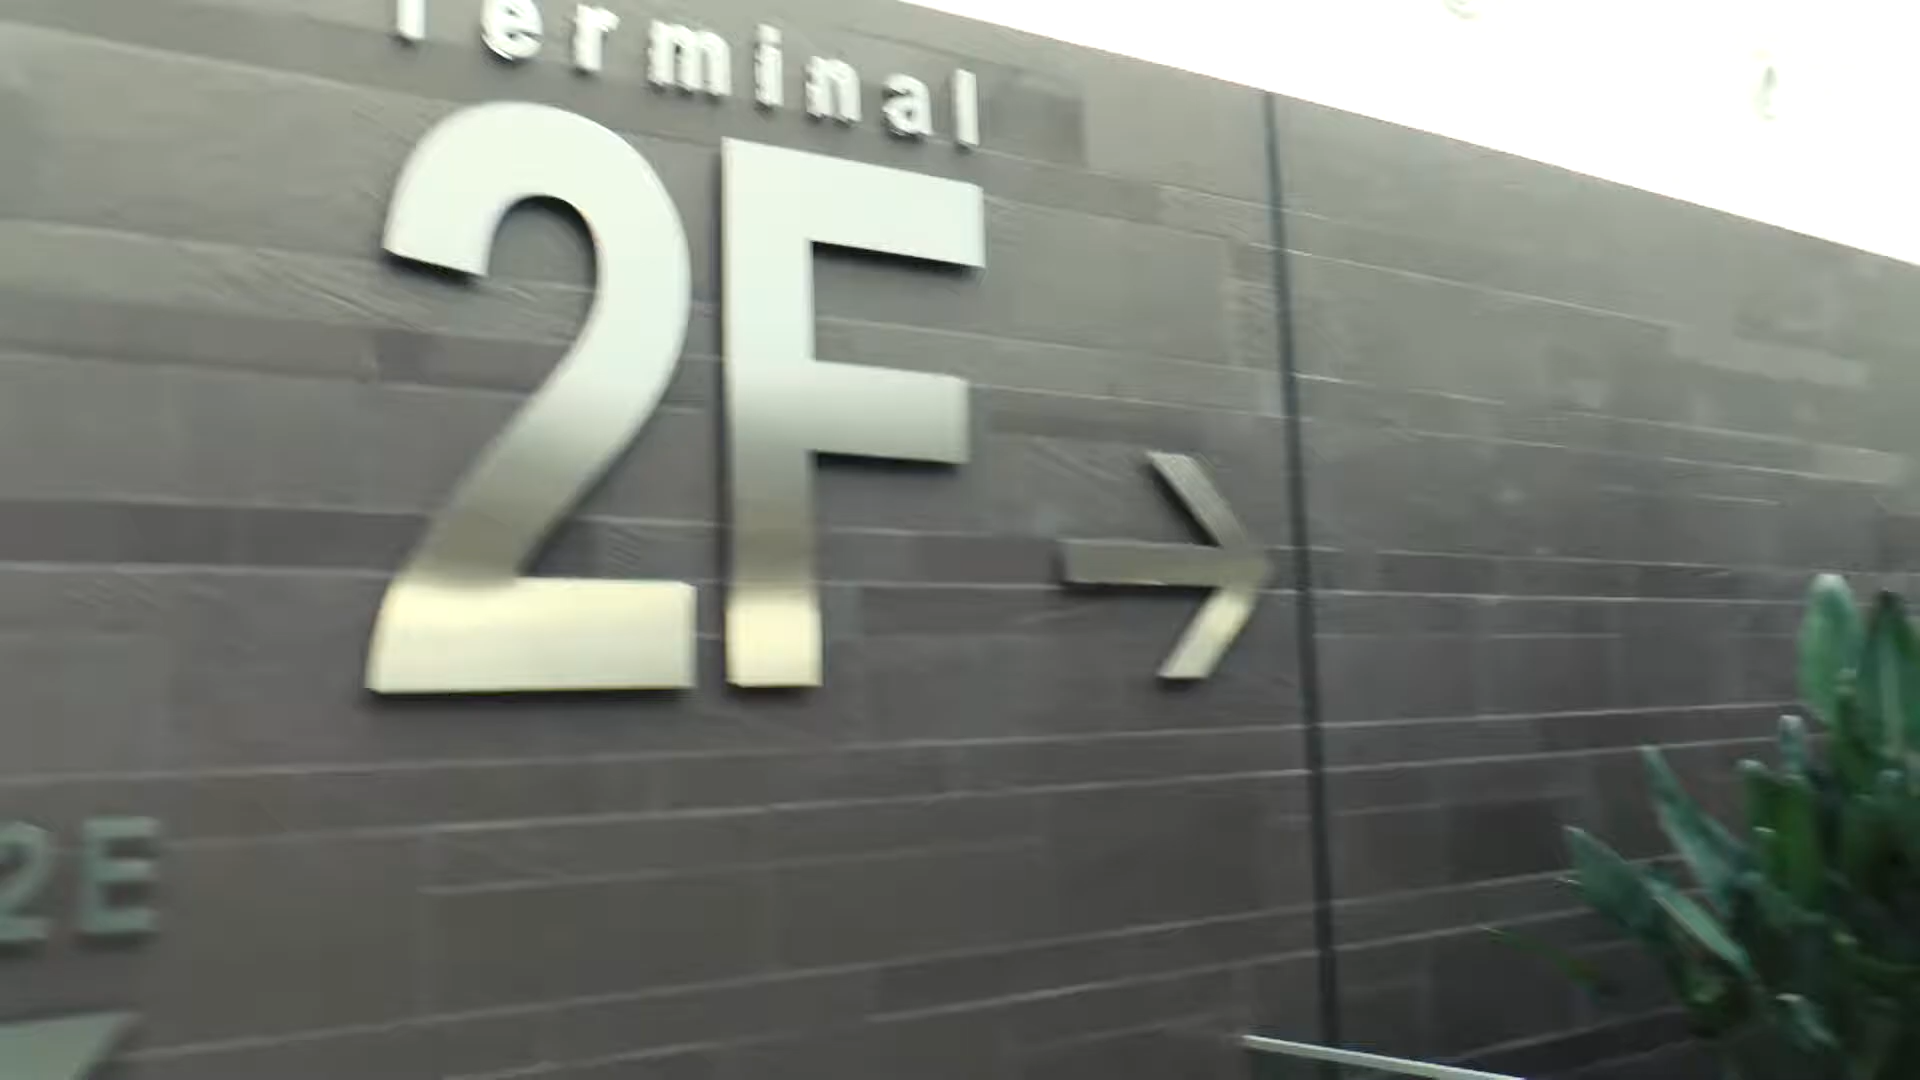 Terminal
2F →
2E